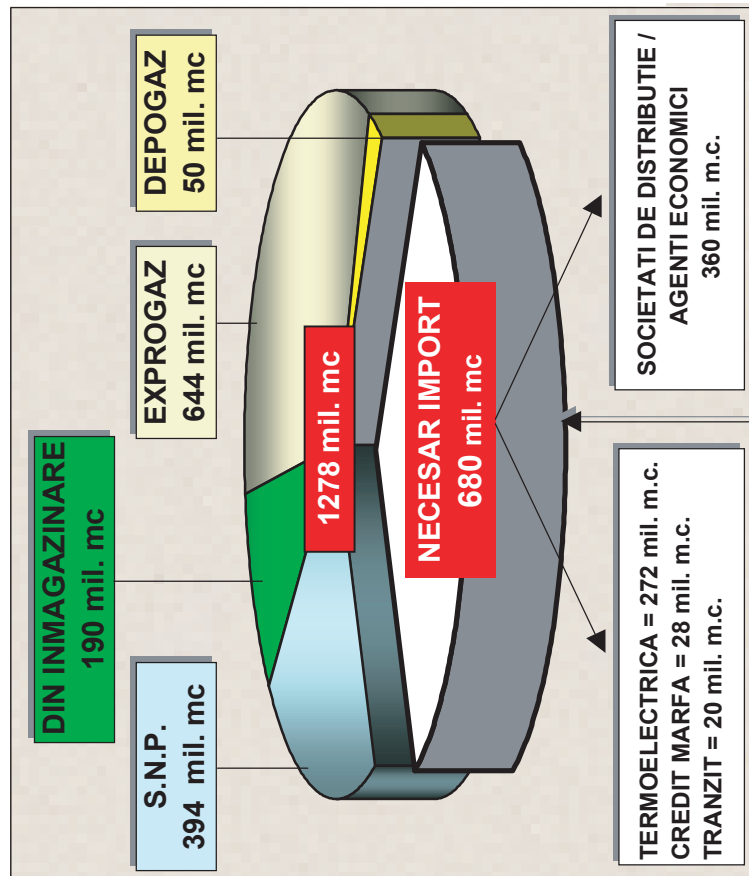 DIN INMAGAZINARE
190 mil. mc
S.N.P.
394 mil. mc
EXPROGAZ
644 mil. mc
DEPOGAZ
50 mil. mc
1278 mil. mc
NECESAR IMPORT
680 mil. mc
TERMOELECTRICA = 272 mil. m.c.
CREDIT MARFA = 28 mil. m.c.
TRANZIT = 20 mil. m.c.
SOCIETATI DE DISTRIBUTIE /
AGENTI ECONOMICI
360 mil. m.c.